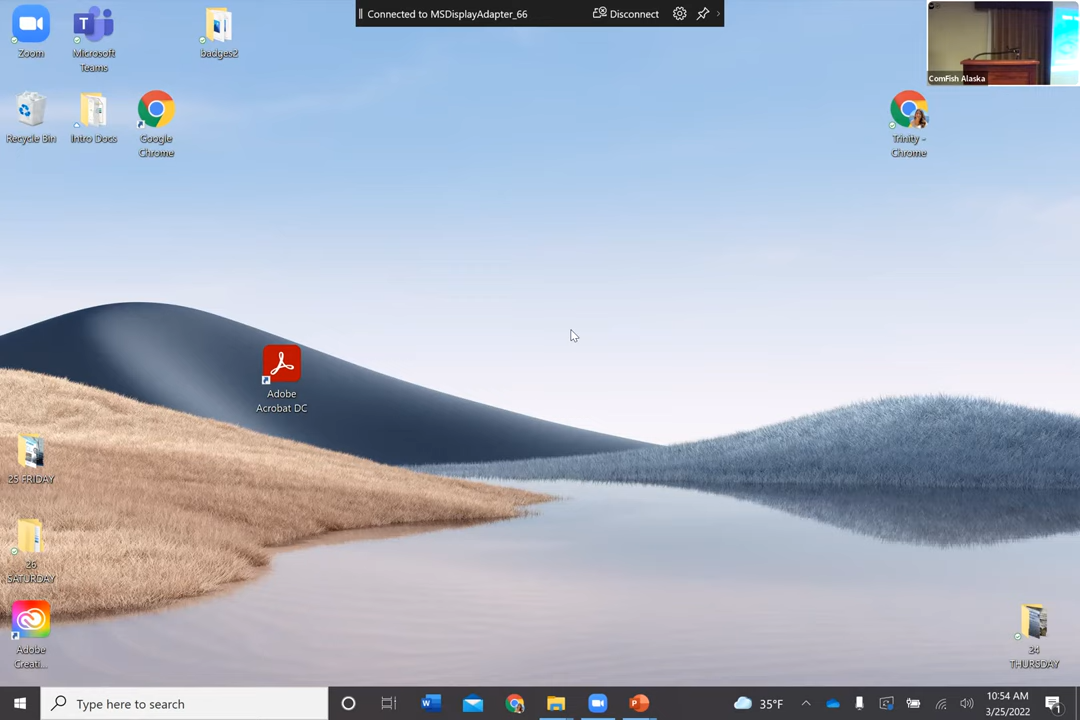 Connected to MSDisplayAdapter_66
Disconnect
ComFish Alaska
Zoom
Microsoft
Teams
badges2
Recycle Bin
Intro Docs
Google
Chrome
Trinity -
Chrome
Adobe
Acrobat DC
25 FRIDAY
26
SATURDAY
Adobe
Creati...
24
THURSDAY
Type here to search
35°F
10:54 AM
3/25/2022